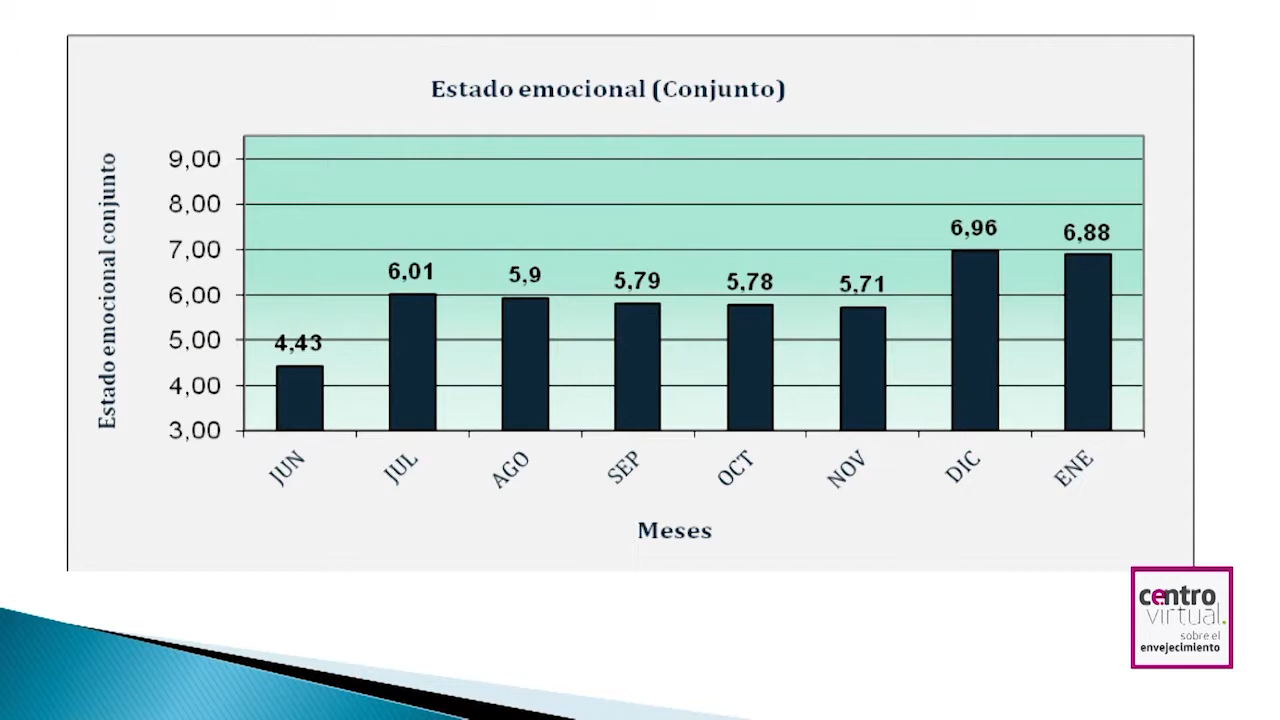 Estado emocional (Conjunto)
Estado emocional conjunto
9,00
8,00
7,00
6,00
5,00
4,00
3,00
4,43
6,01
5,9
5,79
5,78
5,71
6,96
6,88
JUN
JUL
AGO
SEP
OCT
NOV
DIC
ENE
Meses
centro
virtual.
sobre el
envejecimiento